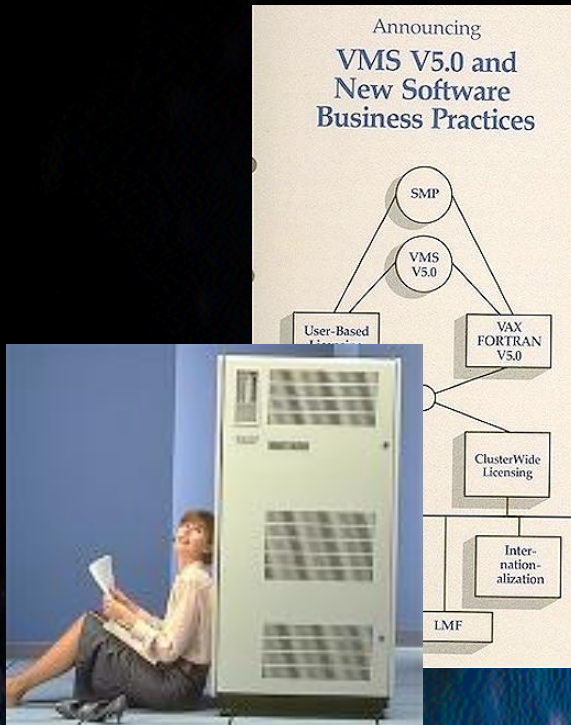 Announcing
VMS V5.0 and
New Software
Business Practices
SMP
VMS
V5.0
User-Based
Licensing
VAX
FORTRAN
V5.0
ClusterWide
Licensing
Inter-
nation-
alization
LMF